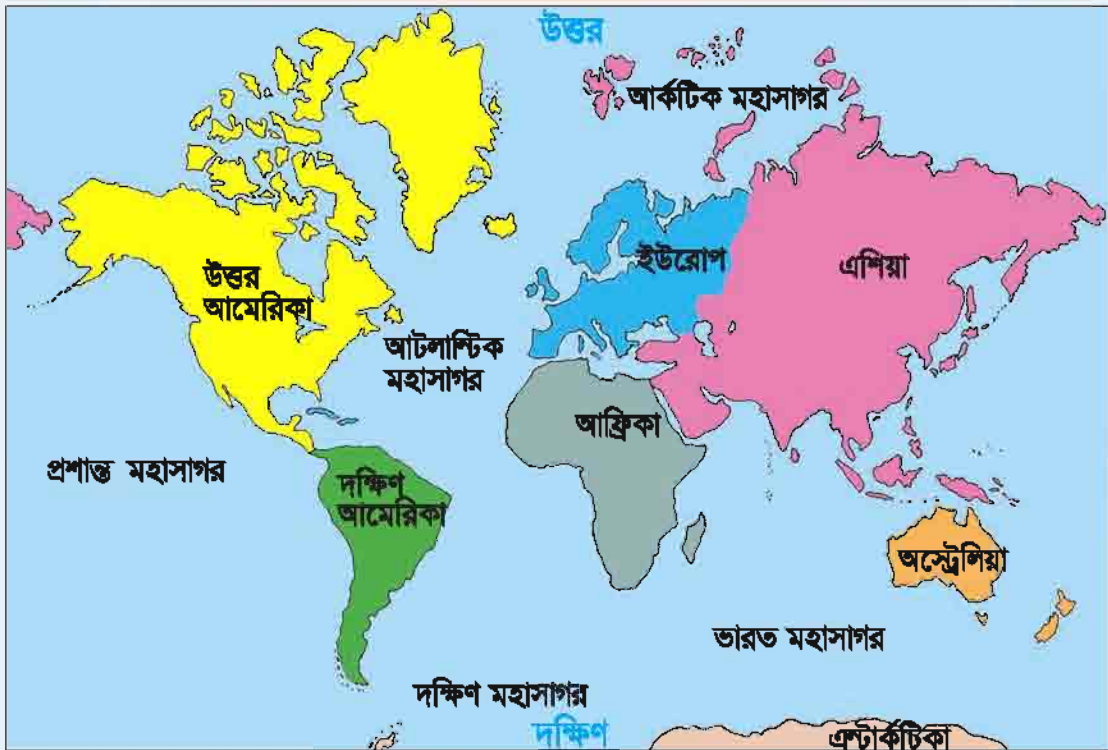 উত্তর
আর্কটিক মহাসাগর
ইউরোপ
এশিয়া
উত্তর
আমেরিকা
আটলান্টিক
মহাসাগর
আফ্রিকা
প্রশান্ত মহাসাগর
দক্ষিণ
আমেরিকা
অস্ট্রেলিয়া
ভারত মহাসাগর
দক্ষিণ মহাসাগর
দক্ষিণ
এন্টার্কটিকা